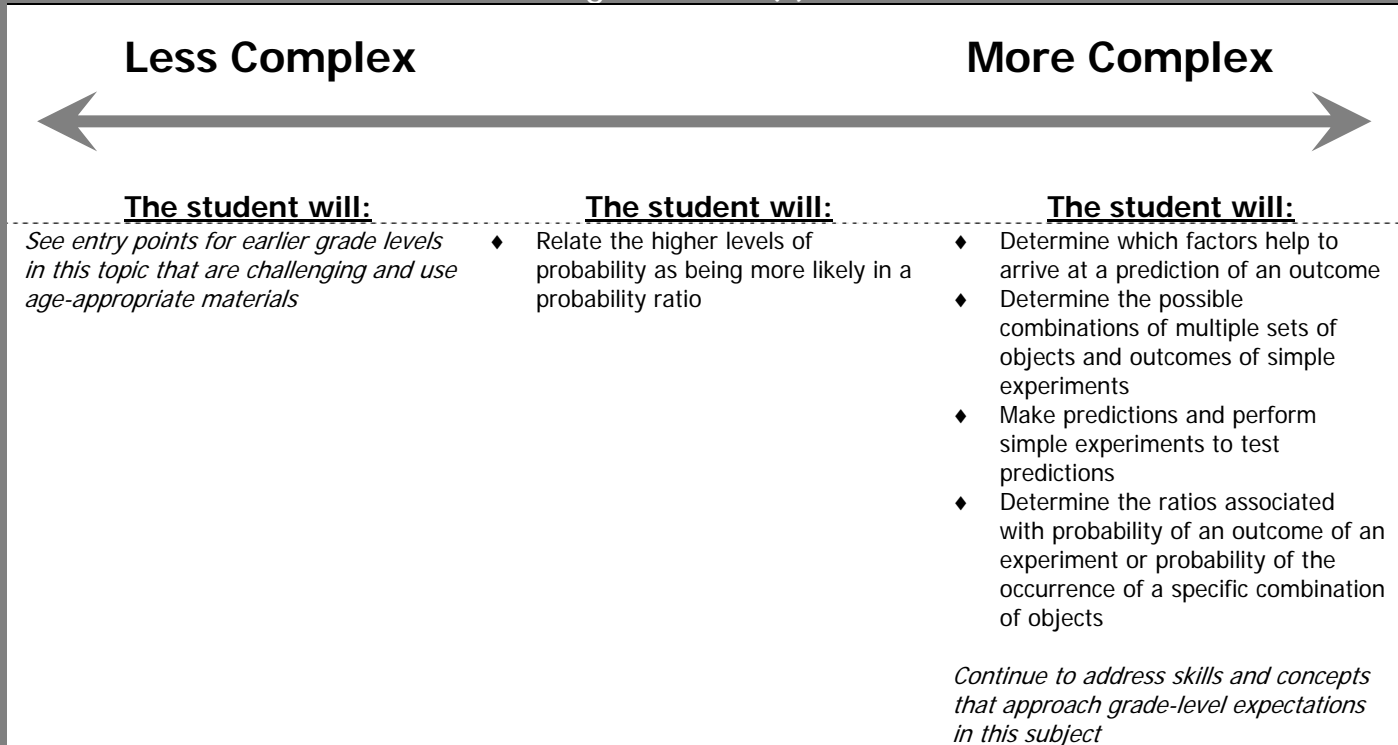 Less Complex
More Complex
The student will:
See entry points for earlier grade levels
in this topic that are challenging and use
age-appropriate materials
The student will:
♦ Relate the higher levels of
probability as being more likely in a
probability ratio
The student will:
♦ Determine which factors help to
arrive at a prediction of an outcome
♦ Determine the possible
combinations of multiple sets of
objects and outcomes of simple
experiments
♦ Make predictions and perform
simple experiments to test
predictions
♦ Determine the ratios associated
with probability of an outcome of an
experiment or probability of the
occurrence of a specific combination
of objects
Continue to address skills and concepts
that approach grade-level expectations
in this subject